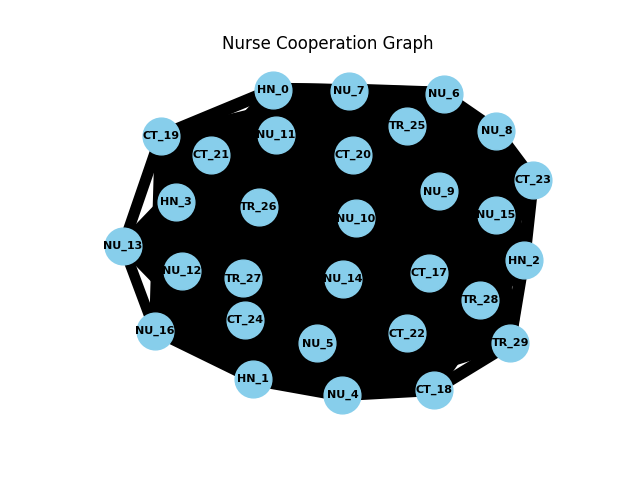 Nurse Cooperation Graph
HN_0
NU_7
NU_6
TR_25
NU_8
CT_19
NU_11
CT_21
CT_20
CT_23
NU_9
HN_3
TR_26
NU_15
NU_10
NU_13
HN_2
NU_12
TR_27
NU_14
CT_17
TR_28
CT_24
NU_16
NU_5
CT_22
TR_29
HN_1
NU_4
CT_18